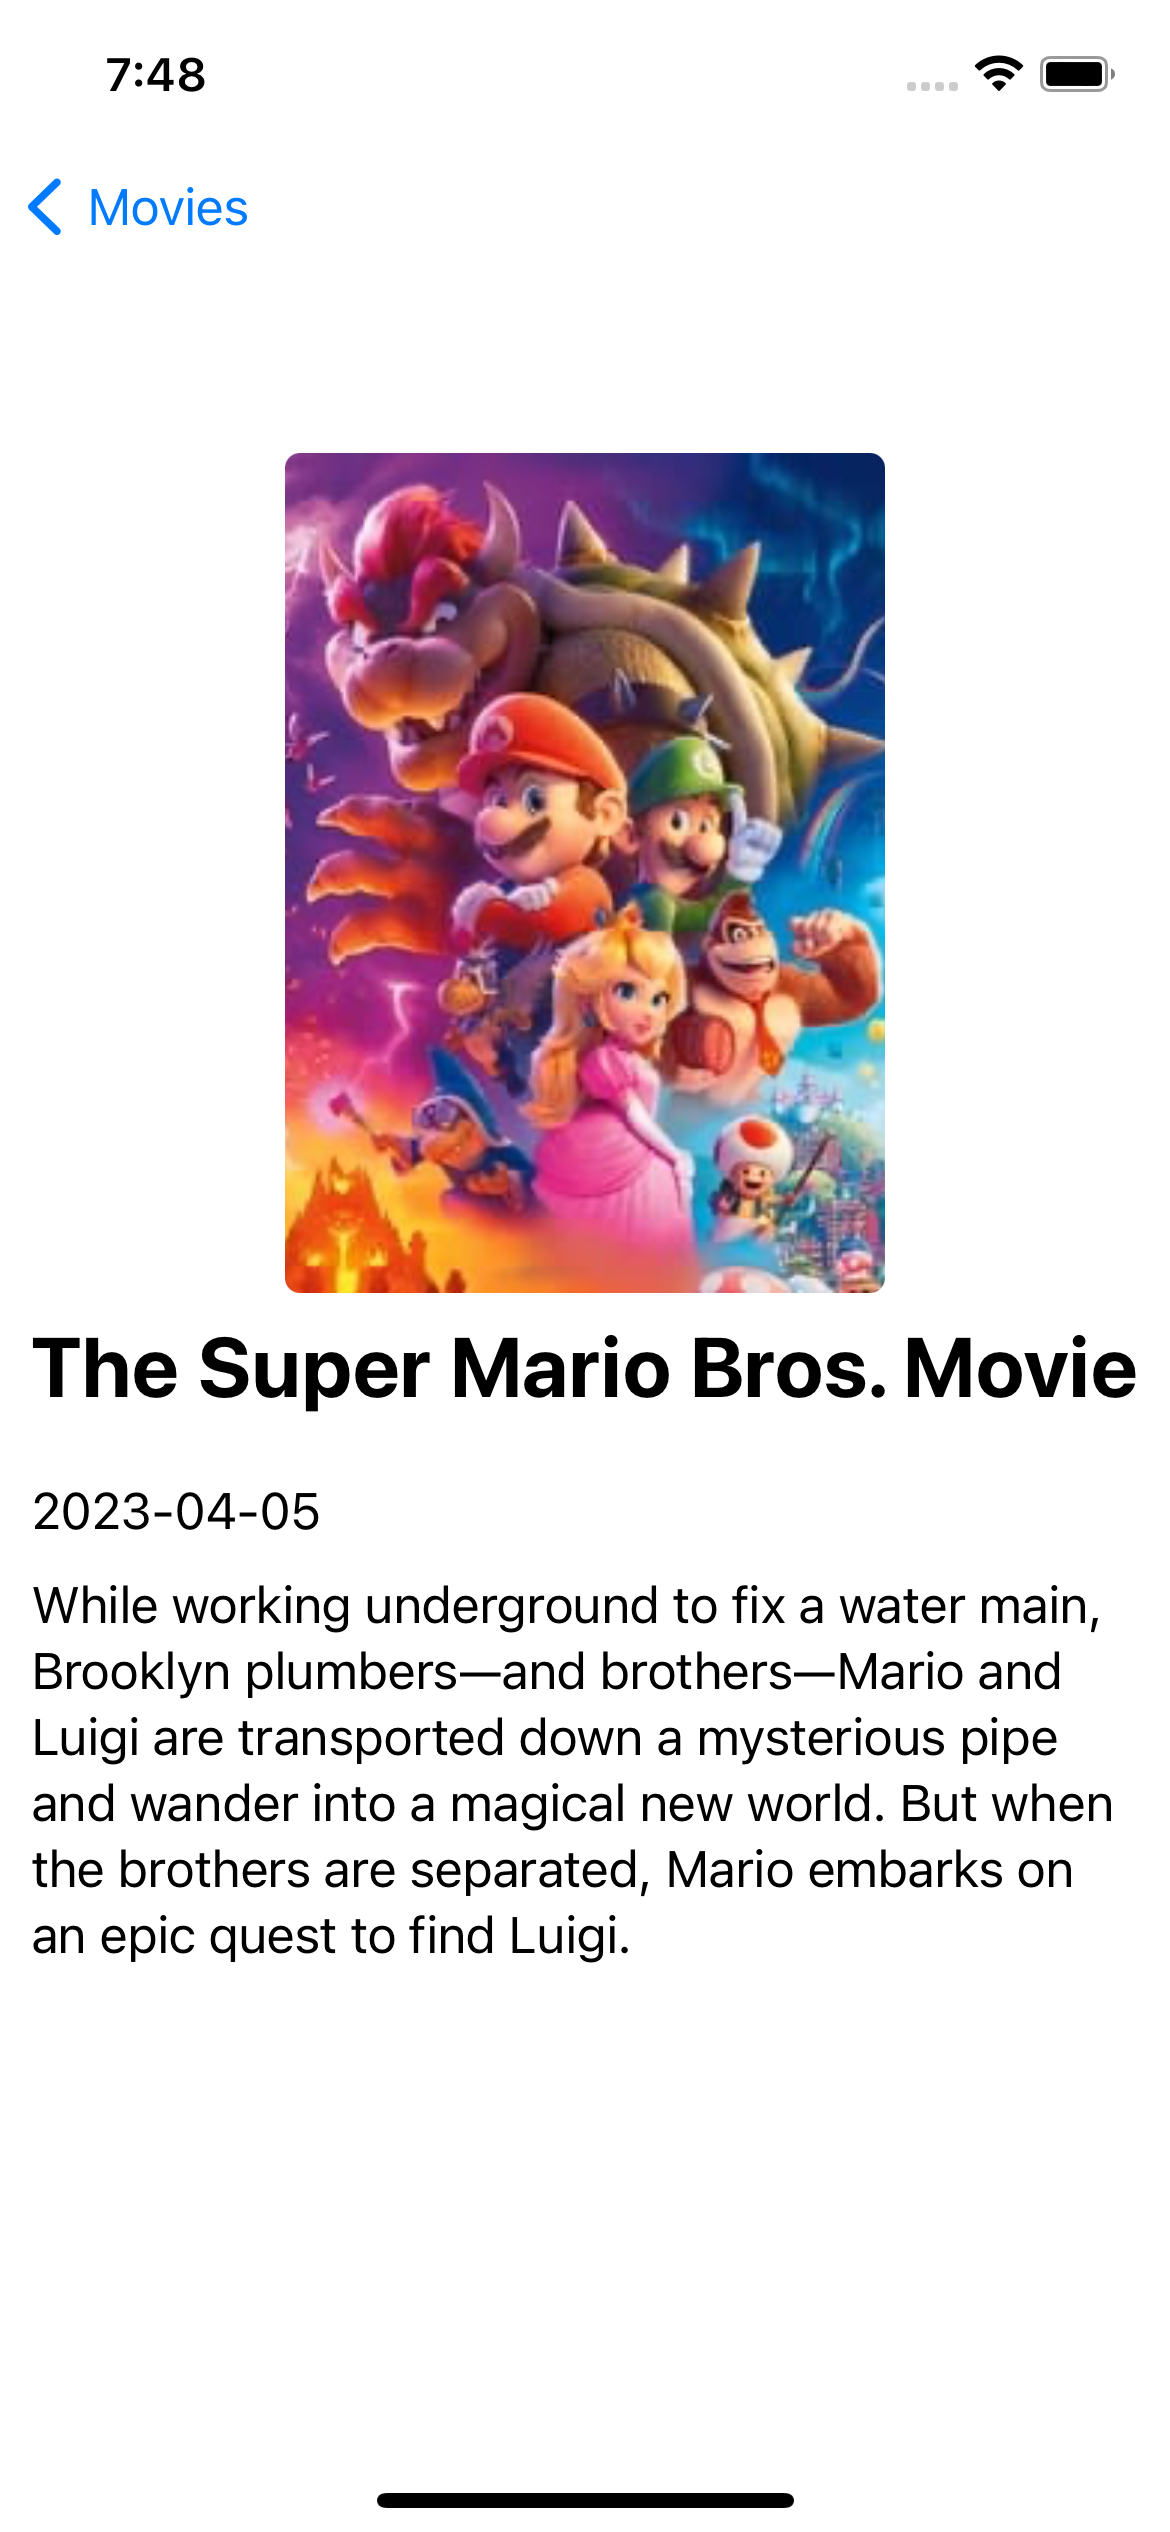 7:48
Movies
The Super Mario Bros. Movie
2023-04-05
While working underground to fix a water main,
Brooklyn plumbers—and brothers—Mario and
Luigi are transported down a mysterious pipe
and wander into a magical new world. But when
the brothers are separated, Mario embarks on
an epic quest to find Luigi.